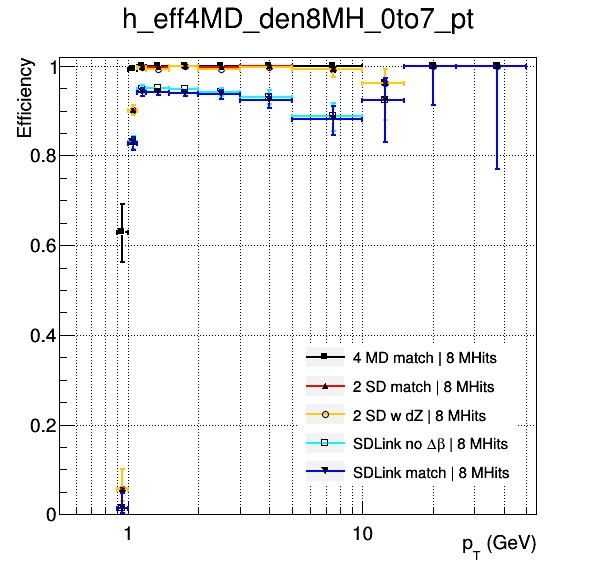 h_eff4MD_den8MH_0to7_pt
Efficiency
1
0.8
0.6
0.4
0.2
0
4 MD match | 8 MHits
2 SD match | 8 MHits
2 SD w dZ | 8 MHits
SDLink no Δβ | 8 MHits
SDLink match | 8 MHits
1
10
p_T (GeV)